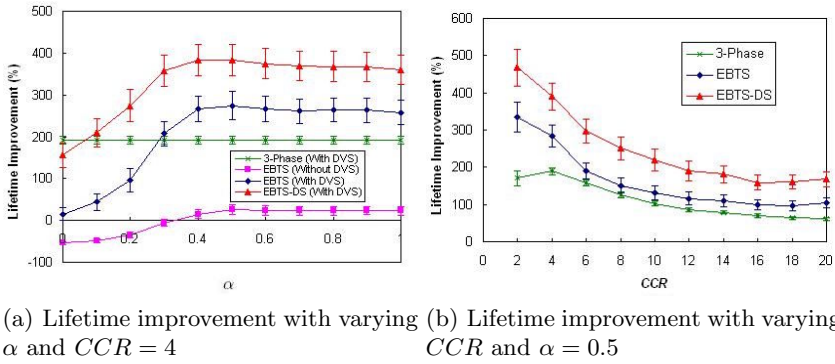 500
400
300
200
100
0
-100
0
0.2
0.4
0.6
0.8
1
Lifetime Improvement (%)
α
3-Phase (With DVS)
EBTS (Without DVS)
EBTS (With DVS)
EBTS-DS (With DVS)
600
500
400
300
200
100
0
0 2 4 6 8 10 12 14 16 18 20
Lifetime Improvement (%)
CCR
3-Phase
EBTS
EBTS-DS
(a) Lifetime improvement with varying
α and CCR = 4
(b) Lifetime improvement with varying
CCR and α = 0.5